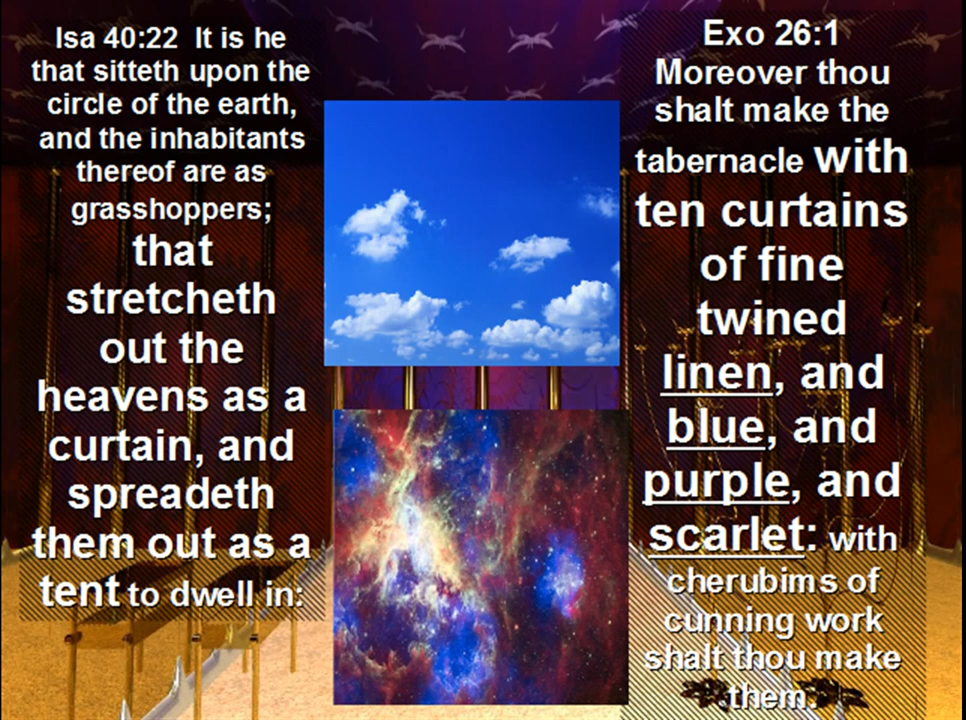 Isa 40:22  It is he
that sitteth upon the
circle of the earth,
and the inhabitants
thereof are as
grasshoppers;
that
stretcheth
out the
heavens as a
curtain, and
spreadeth
them out as a
tent to dwell in:
Exo 26:1
Moreover thou
shalt make the
tabernacle with
ten curtains
of fine
twined
linen, and
blue, and
purple, and
scarlet: with
cherubims of
cunning work
shalt thou make
them.